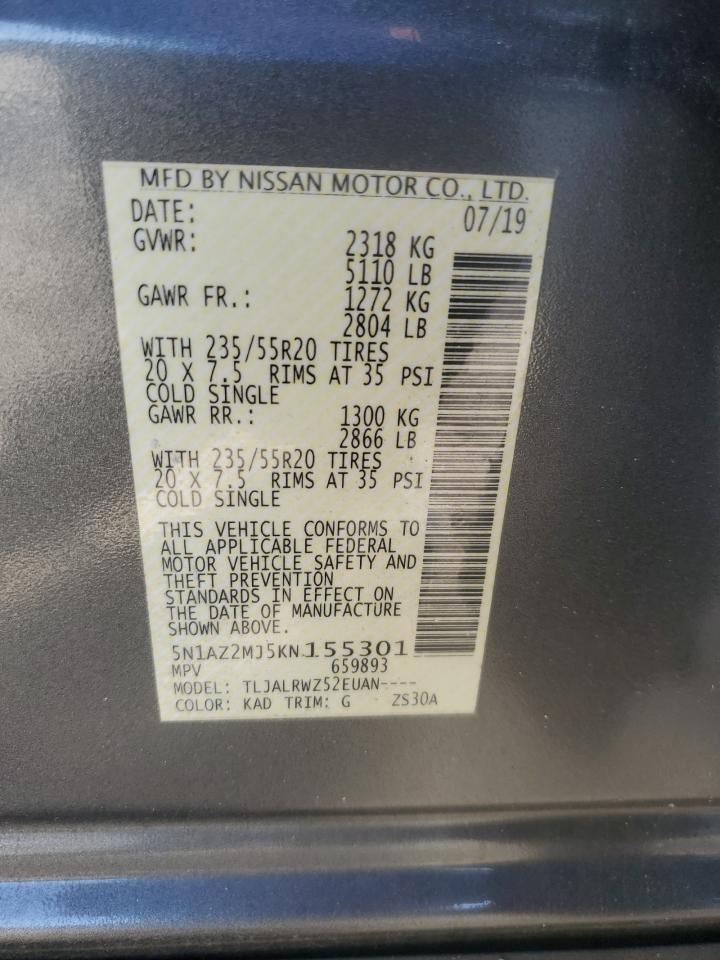 MFD BY NISSAN MOTOR CO., LTD.
DATE: 07/19
GVWR: 2318 KG
5110 LB
GAWR FR.: 1272 KG
2804 LB
WITH 235/55R20 TIRES
20 X 7.5 RIMS AT 35 PSI
COLD SINGLE
GAWR RR.: 1300 KG
2866 LB
WITH 235/55R20 TIRES
20 X 7.5 RIMS AT 35 PSI
COLD SINGLE
THIS VEHICLE CONFORMS TO
ALL APPLICABLE FEDERAL
MOTOR VEHICLE SAFETY AND
THEFT PREVENTION
STANDARDS IN EFFECT ON
THE DATE OF MANUFACTURE
SHOWN ABOVE.
5N1AZ2MJ5KN155301
MPV 659893
MODEL: TLJALRWZ52EUAN----
COLOR: KAD TRIM: G ZS30A